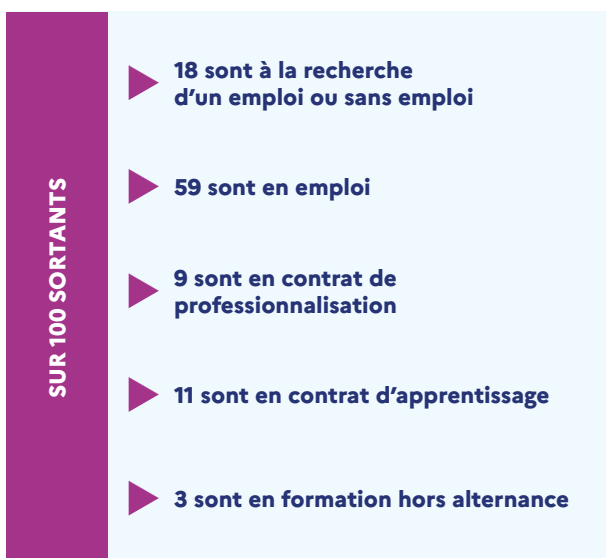 SUR 100 SORTANTS
18 sont à la recherche
d’un emploi ou sans emploi
59 sont en emploi
9 sont en contrat de
professionnalisation
11 sont en contrat d’apprentissage
3 sont en formation hors alternance